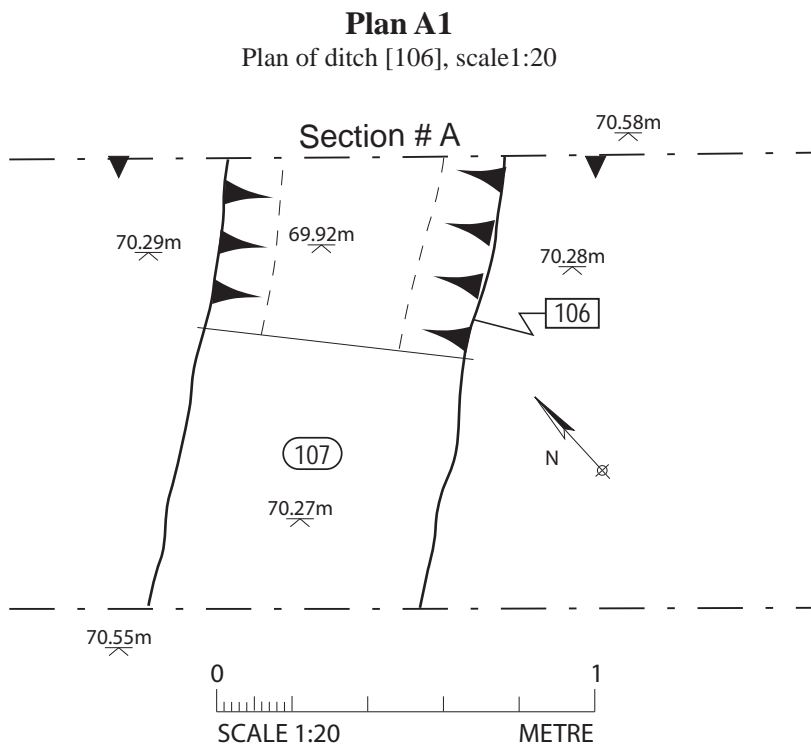 Plan A1
Plan of ditch [106], scale1:20
70.58m
Section # A
70.29m
69.92m
70.28m
106
N
107
70.27m
70.55m
0 1
SCALE 1:20 METRE